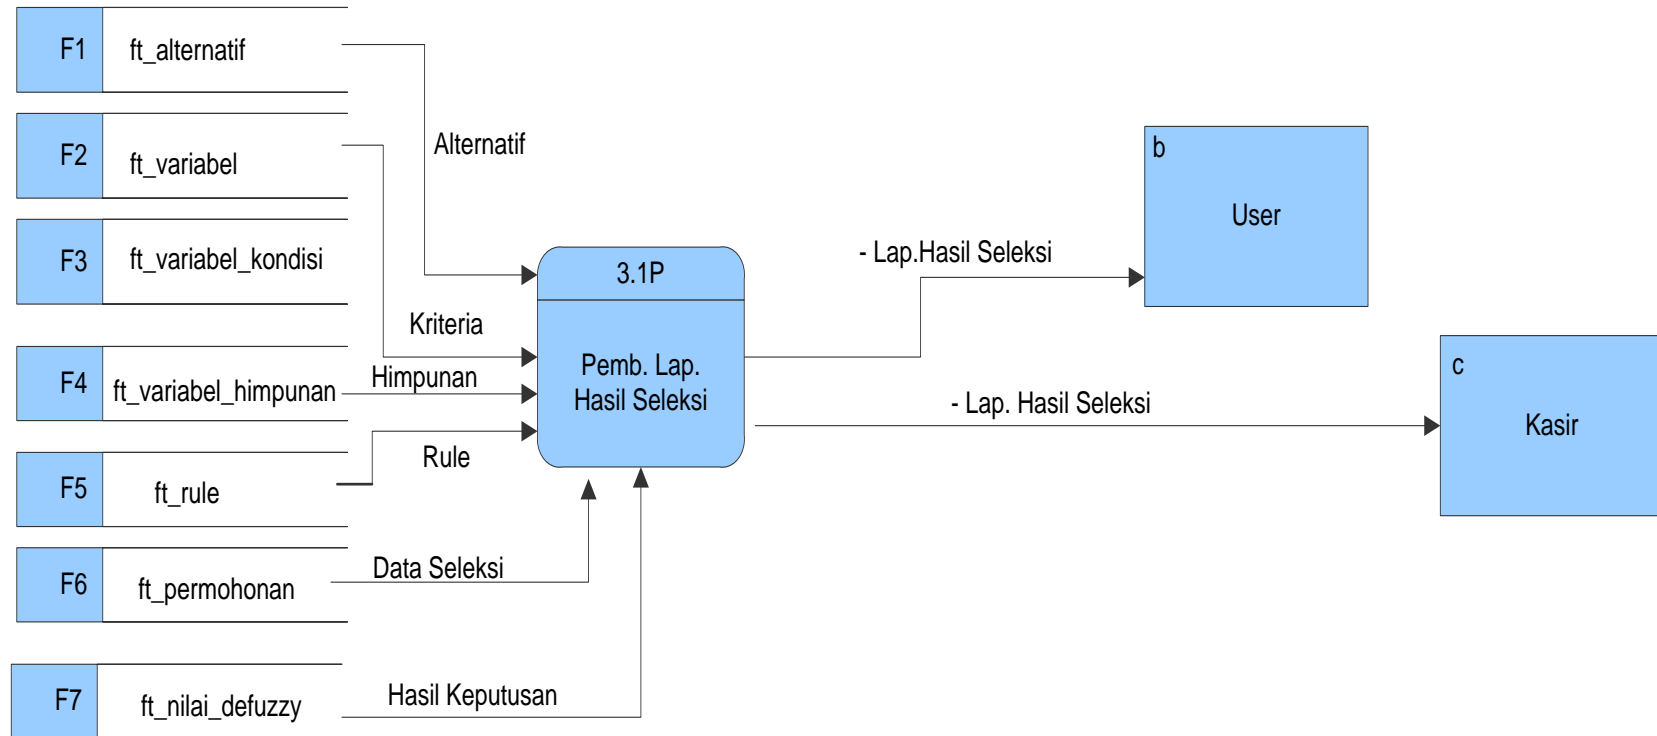 F1
ft_alternatif
F2
ft_variabel
F3
ft_variabel_kondisi
F4
ft_variabel_himpunan
F5
ft_rule
F6
ft_permohonan
F7
ft_nilai_defuzzy
Alternatif
Kriteria
Himpunan
Rule
Data Seleksi
Hasil Keputusan
3.1P
Pemb. Lap.
Hasil Seleksi
- Lap.Hasil Seleksi
- Lap. Hasil Seleksi
b
User
c
Kasir